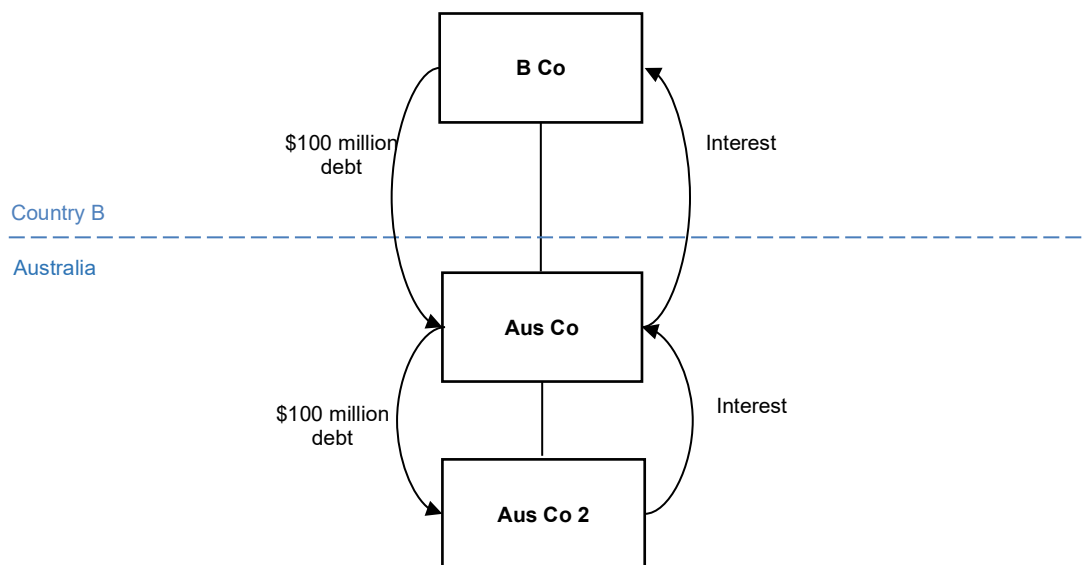 B Co
$100 million
debt
Interest
Country B
Australia
Aus Co
$100 million
debt
Interest
Aus Co 2